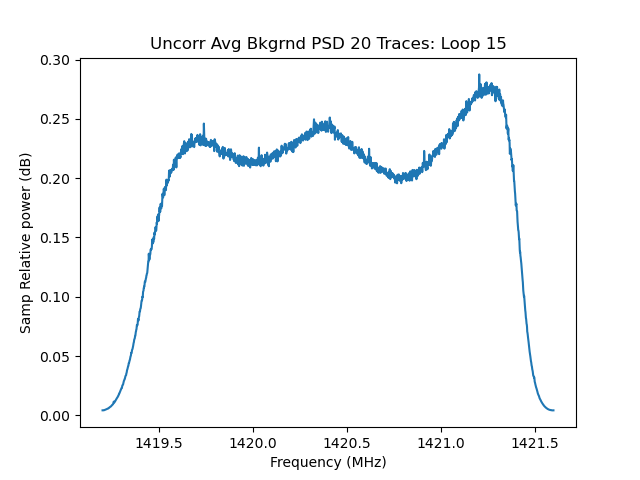 Uncorr Avg Bkgrnd PSD 20 Traces: Loop 15
0.30
0.25
0.20
0.15
0.10
0.05
0.00
Samp Relative power (dB)
1419.5 1420.0 1420.5 1421.0 1421.5
Frequency (MHz)